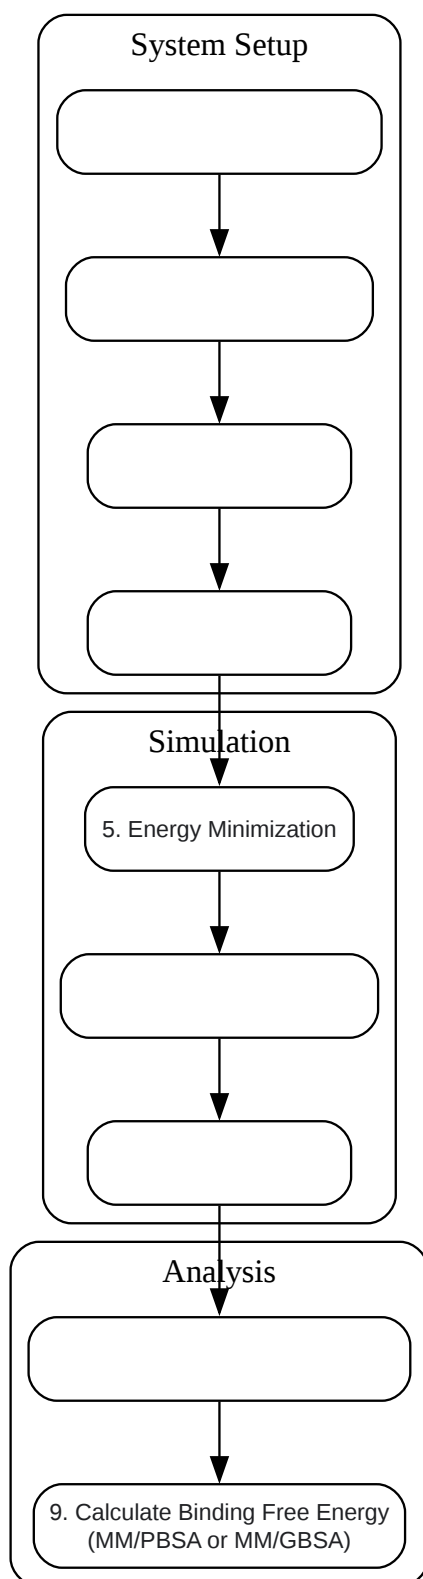 System Setup
Simulation
5. Energy Minimization
Analysis
9. Calculate Binding Free Energy
(MM/PBSA or MM/GBSA)